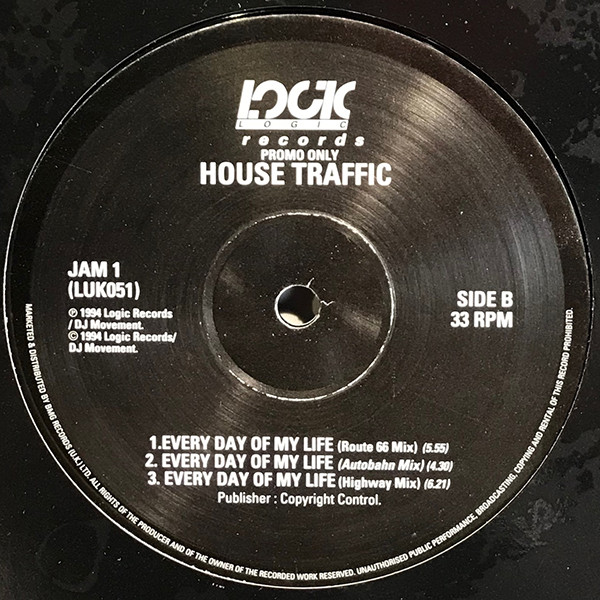 LOGIC
LOGIC
records
PROMO ONLY
HOUSE TRAFFIC
JAM 1
(LUK051)
℗ 1994 Logic Records
/ DJ Movement.
© 1994 Logic Records/
DJ Movement.
SIDE B
33 RPM
1.EVERY DAY OF MY LIFE (Route 66 Mix) (5.55)
2. EVERY DAY OF MY LIFE (Autobahn Mix) (4.30)
3. EVERY DAY OF MY LIFE (Highway Mix) (6.21)
Publisher : Copyright Control.
MARKETED & DISTRIBUTED BY BMG RECORDS (U.K.) LTD. ALL RIGHTS OF THE PRODUCER AND OF THE OWNER OF THE RECORDED WORK RESERVED. UNAUTHORISED PUBLIC PERFORMANCE, BROADCASTING, COPYING AND RENTAL OF THIS RECORD PROHIBITED.